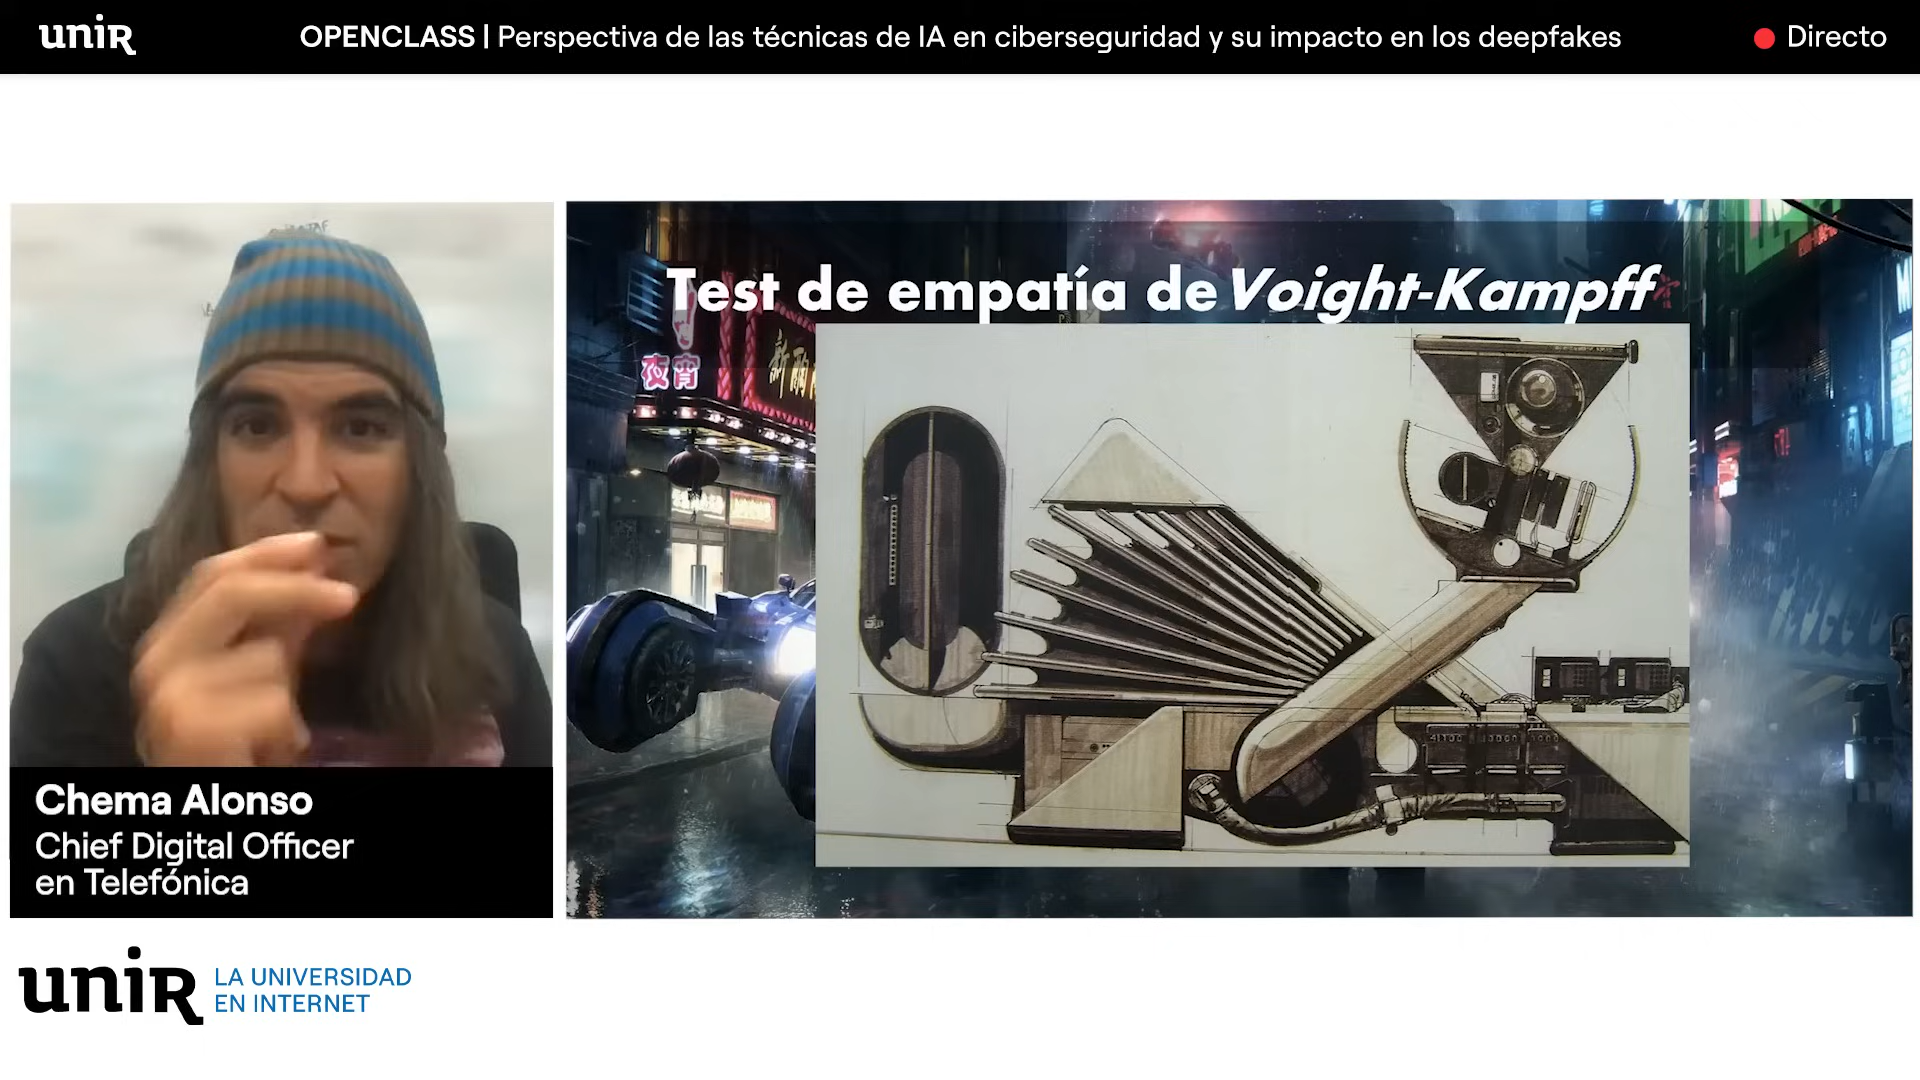 unir
OPENCLASS | Perspectiva de las técnicas de IA en ciberseguridad y su impacto en los deepfakes
Directo
Test de empatía de Voight-Kampff
夜宵
Chema Alonso
Chief Digital Officer
en Telefónica
unir
LA UNIVERSIDAD
EN INTERNET